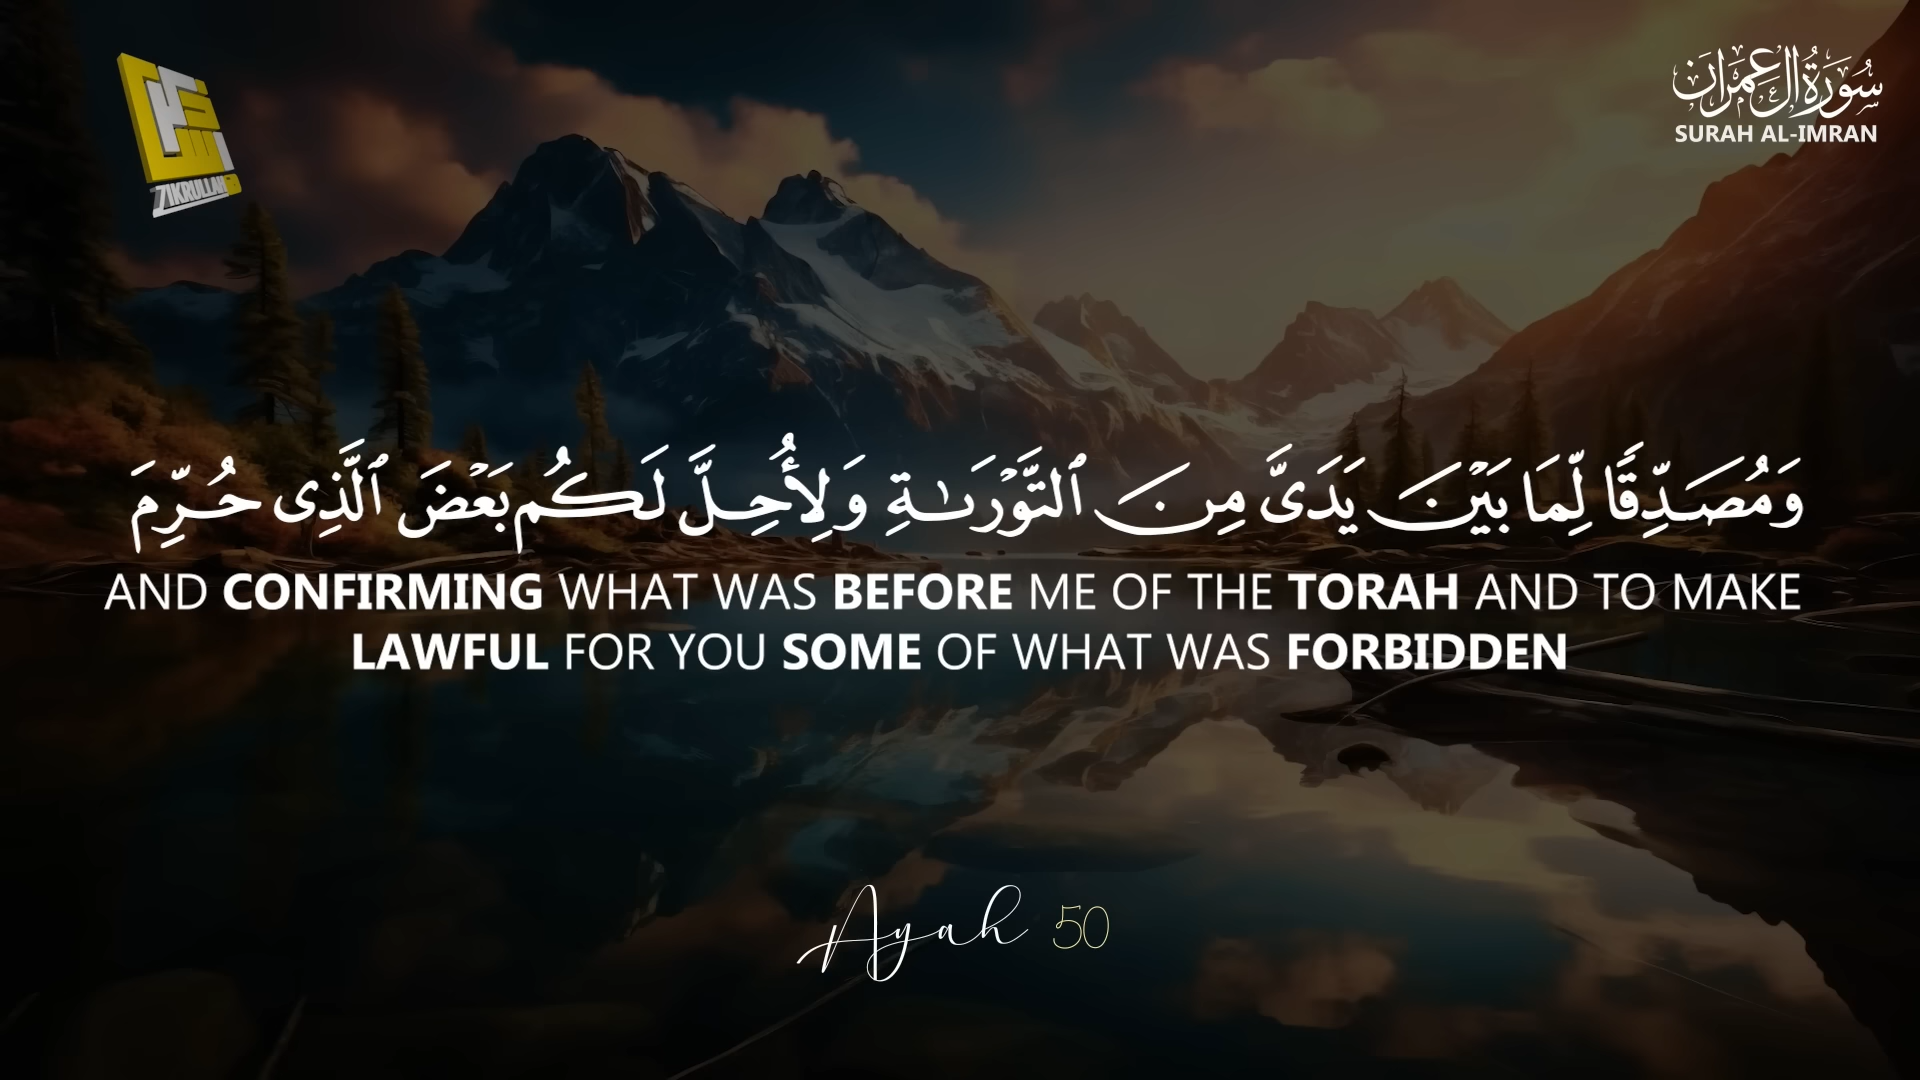 ZIKRULLAH
سُورَةُ آلِ عِمْرَان
SURAH AL-IMRAN
وَمُصَدِّقًا لِّمَا بَيْنَ يَدَىَّ مِنَ ٱلتَّوْرَىٰةِ وَلِأُحِلَّ لَكُم بَعْضَ ٱلَّذِى حُرِّمَ
AND CONFIRMING WHAT WAS BEFORE ME OF THE TORAH AND TO MAKE
LAWFUL FOR YOU SOME OF WHAT WAS FORBIDDEN
Ayah 50